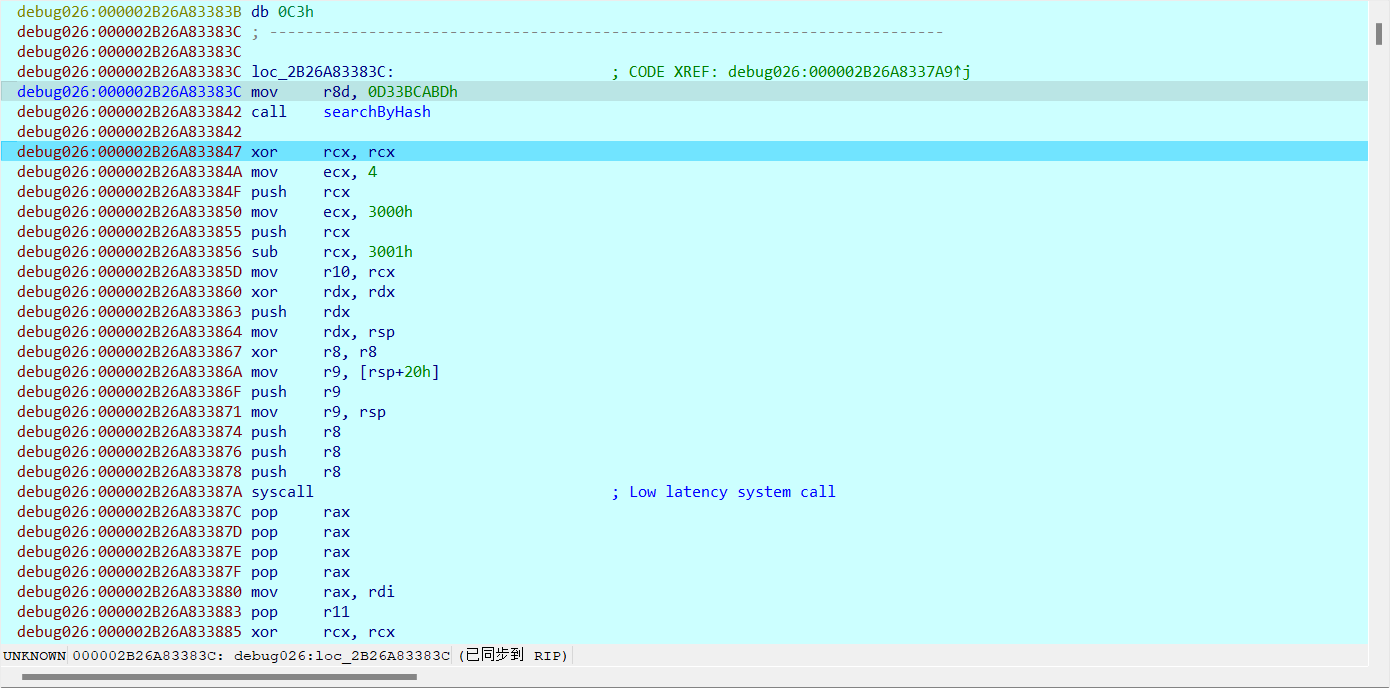 debug026:000002B26A83383B db 0C3h
debug026:000002B26A83383C ; ---------------------------------------------------------------------------
debug026:000002B26A83383C
debug026:000002B26A83383C loc_2B26A83383C: ; CODE XREF: debug026:000002B26A8337A9↑j
debug026:000002B26A83383C mov r8d, 0D33BCABDh
debug026:000002B26A833842 call searchByHash
debug026:000002B26A833842
debug026:000002B26A833847 xor rcx, rcx
debug026:000002B26A83384A mov ecx, 4
debug026:000002B26A83384F push rcx
debug026:000002B26A833850 mov ecx, 3000h
debug026:000002B26A833855 push rcx
debug026:000002B26A833856 sub rcx, 3001h
debug026:000002B26A83385D mov r10, rcx
debug026:000002B26A833860 xor rdx, rdx
debug026:000002B26A833863 push rdx
debug026:000002B26A833864 mov rdx, rsp
debug026:000002B26A833867 xor r8, r8
debug026:000002B26A83386A mov r9, [rsp+20h]
debug026:000002B26A83386F push r9
debug026:000002B26A833871 mov r9, rsp
debug026:000002B26A833874 push r8
debug026:000002B26A833876 push r8
debug026:000002B26A833878 push r8
debug026:000002B26A83387A syscall ; Low latency system call
debug026:000002B26A83387C pop rax
debug026:000002B26A83387D pop rax
debug026:000002B26A83387E pop rax
debug026:000002B26A83387F pop rax
debug026:000002B26A833880 mov rax, rdi
debug026:000002B26A833883 pop r11
debug026:000002B26A833885 xor rcx, rcx
UNKNOWN 000002B26A83383C: debug026:loc_2B26A83383C (已同步到 RIP)